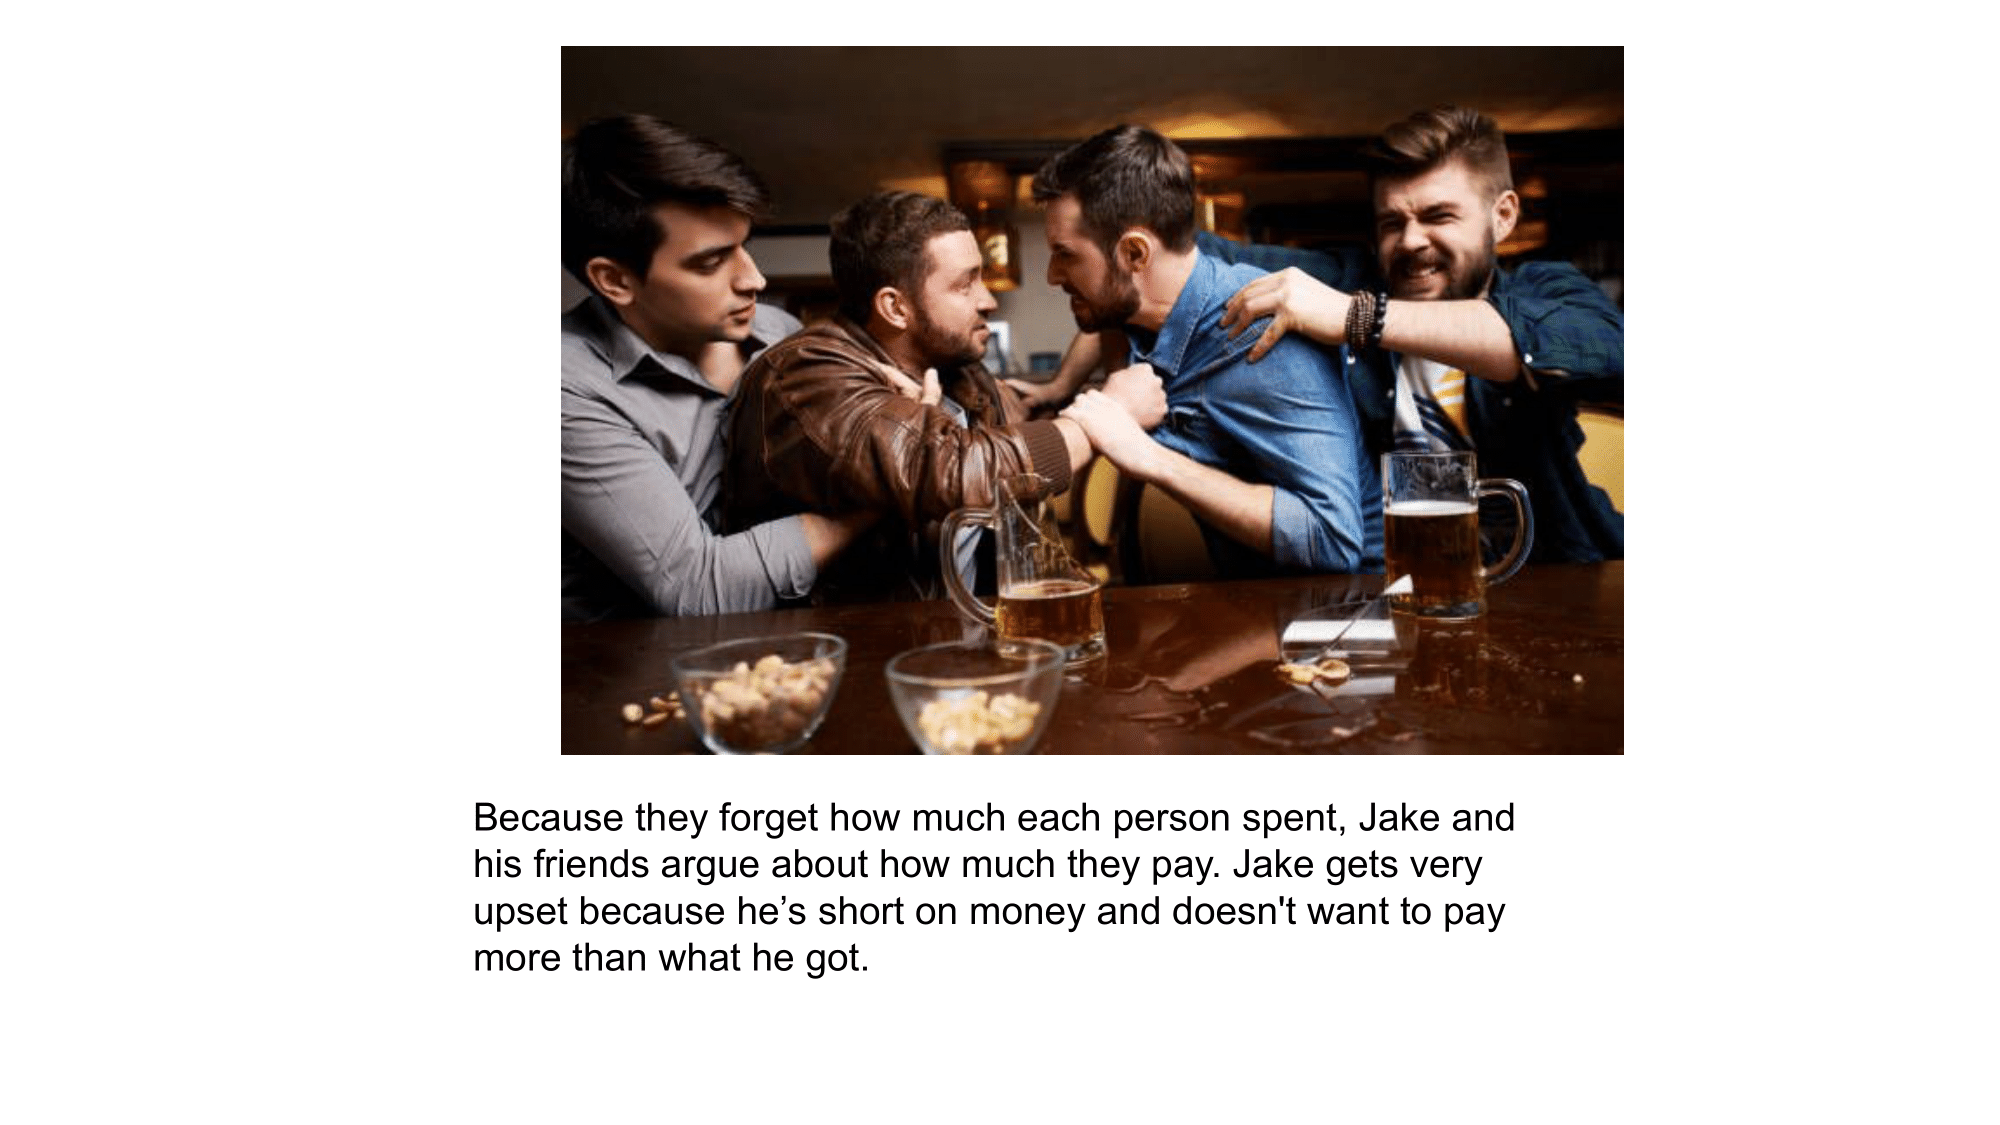 Because they forget how much each person spent, Jake and
his friends argue about how much they pay. Jake gets very
upset because he’s short on money and doesn't want to pay
more than what he got.